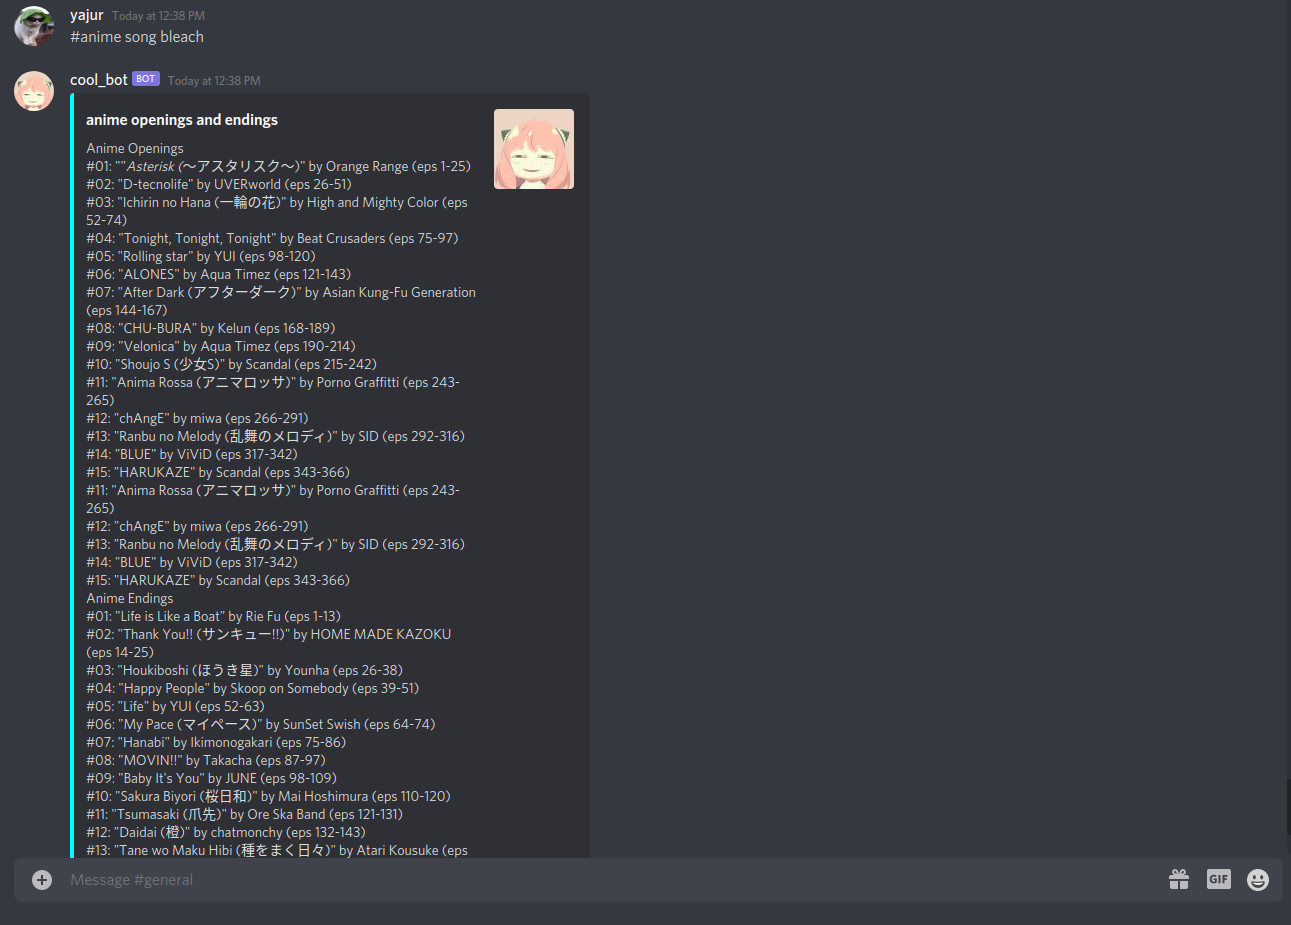 yajur Today at 12:38 PM
#anime song bleach
cool_bot BOT Today at 12:38 PM
anime openings and endings
Anime Openings
#01: ""Asterisk (〜アスタリスク〜)" by Orange Range (eps 1-25)
#02: "D-tecnolife" by UVERworld (eps 26-51)
#03: "Ichirin no Hana (一輪の花)" by High and Mighty Color (eps
52-74)
#04: "Tonight, Tonight, Tonight" by Beat Crusaders (eps 75-97)
#05: "Rolling star" by YUI (eps 98-120)
#06: "ALONES" by Aqua Timez (eps 121-143)
#07: "After Dark (アフターダーク)" by Asian Kung-Fu Generation
(eps 144-167)
#08: "CHU-BURA" by Kelun (eps 168-189)
#09: "Velonica" by Aqua Timez (eps 190-214)
#10: "Shoujo S (少女S)" by Scandal (eps 215-242)
#11: "Anima Rossa (アニマロッサ)" by Porno Graffitti (eps 243-
265)
#12: "chAngE" by miwa (eps 266-291)
#13: "Ranbu no Melody (乱舞のメロディ)" by SID (eps 292-316)
#14: "BLUE" by ViViD (eps 317-342)
#15: "HARUKAZE" by Scandal (eps 343-366)
#11: "Anima Rossa (アニマロッサ)" by Porno Graffitti (eps 243-
265)
#12: "chAngE" by miwa (eps 266-291)
#13: "Ranbu no Melody (乱舞のメロディ)" by SID (eps 292-316)
#14: "BLUE" by ViViD (eps 317-342)
#15: "HARUKAZE" by Scandal (eps 343-366)
Anime Endings
#01: "Life is Like a Boat" by Rie Fu (eps 1-13)
#02: "Thank You!! (サンキュー!!)" by HOME MADE KAZOKU
(eps 14-25)
#03: "Houkiboshi (ほうき星)" by Younha (eps 26-38)
#04: "Happy People" by Skoop on Somebody (eps 39-51)
#05: "Life" by YUI (eps 52-63)
#06: "My Pace (マイペース)" by SunSet Swish (eps 64-74)
#07: "Hanabi" by Ikimonogakari (eps 75-86)
#08: "MOVIN!!" by Takacha (eps 87-97)
#09: "Baby It's You" by JUNE (eps 98-109)
#10: "Sakura Biyori (桜日和)" by Mai Hoshimura (eps 110-120)
#11: "Tsumasaki (爪先)" by Ore Ska Band (eps 121-131)
#12: "Daidai (橙)" by chatmonchy (eps 132-143)
#13: "Tane wo Maku Hibi (種をまく日々)" by Atari Kousuke (eps
Message #general
GIF